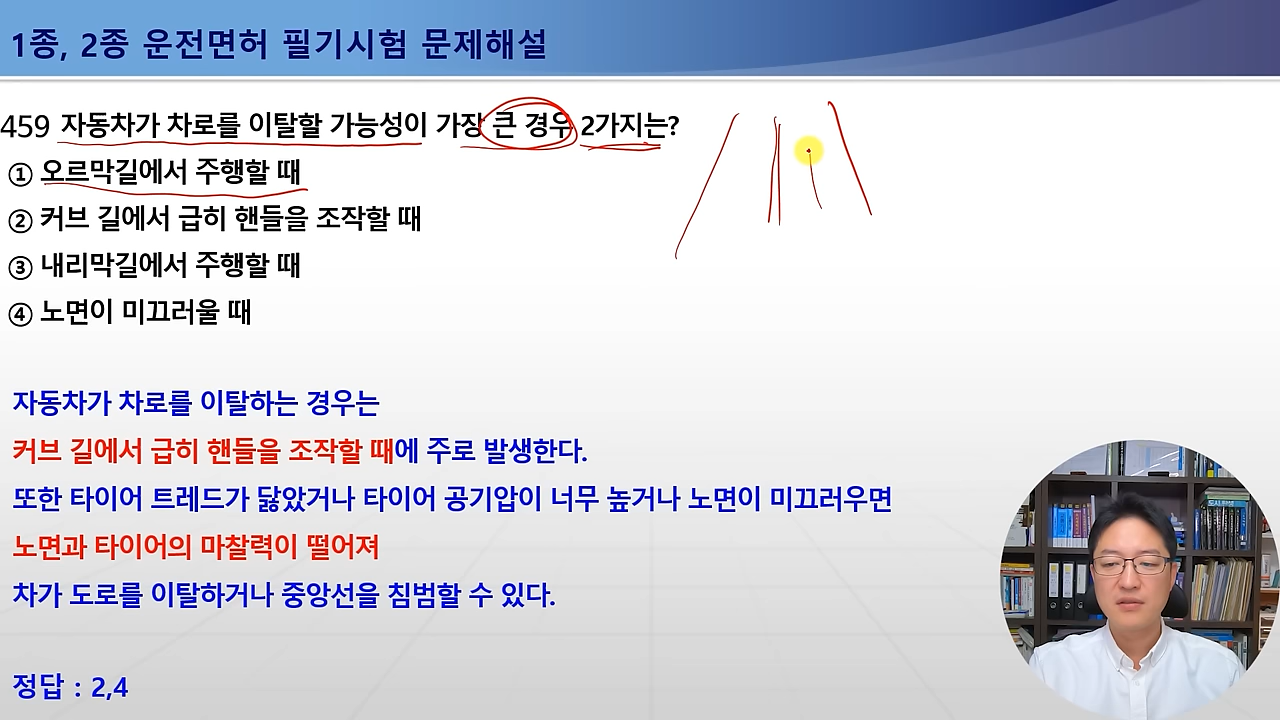 1종, 2종 운전면허 필기시험 문제해설
459 자동차가 차로를 이탈할 가능성이 가장 큰 경우 2가지는?
① 오르막길에서 주행할 때
② 커브 길에서 급히 핸들을 조작할 때
③ 내리막길에서 주행할 때
④ 노면이 미끄러울 때
자동차가 차로를 이탈하는 경우는
커브 길에서 급히 핸들을 조작할 때에 주로 발생한다.
또한 타이어 트레드가 닳았거나 타이어 공기압이 너무 높거나 노면이 미끄러우면
노면과 타이어의 마찰력이 떨어져
차가 도로를 이탈하거나 중앙선을 침범할 수 있다.
정답 : 2,4